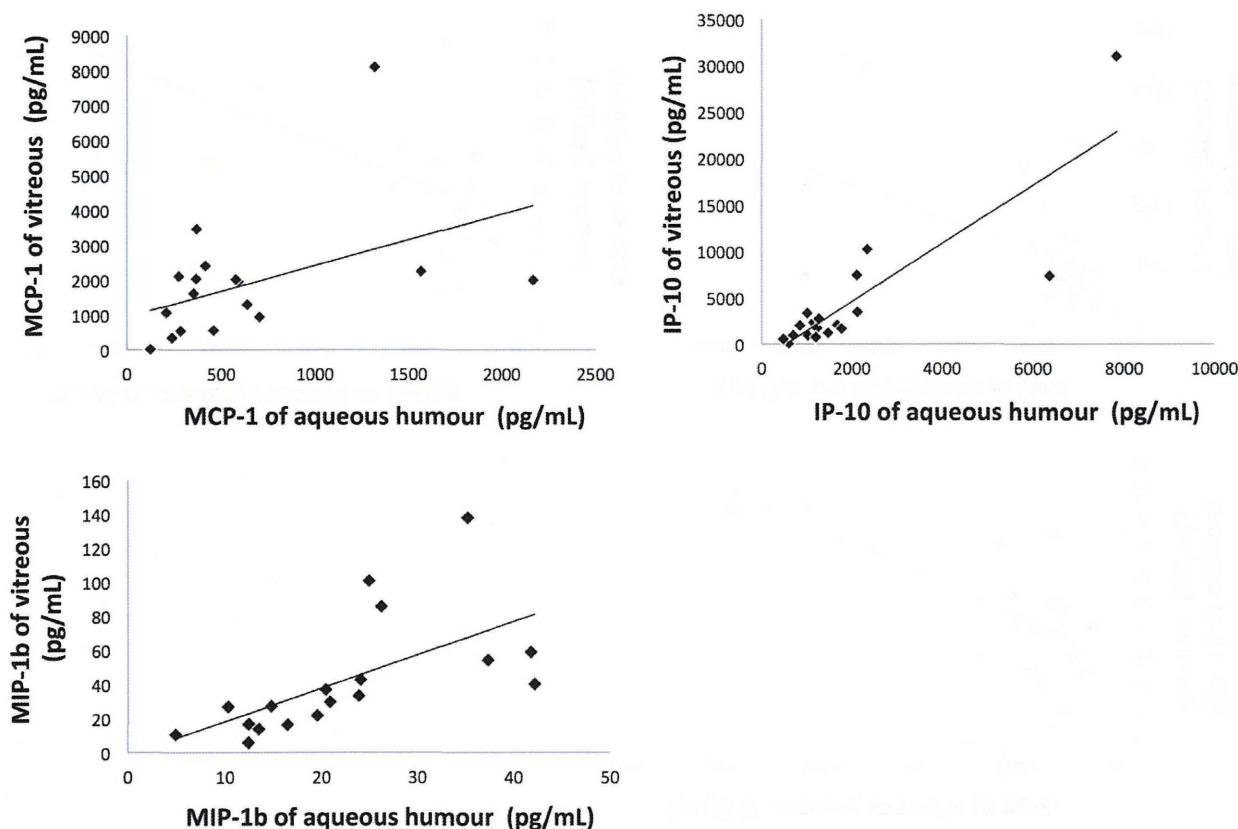 MCP-1 of vitreous (pg/mL)
9000
8000
7000
6000
5000
4000
3000
2000
1000
0
0 500 1000 1500 2000 2500
MCP-1 of aqueous humour (pg/mL)
IP-10 of vitreous (pg/mL)
35000
30000
25000
20000
15000
10000
5000
0
0 2000 4000 6000 8000 10000
IP-10 of aqueous humour (pg/mL)
MIP-1b of vitreous
(pg/mL)
160
140
120
100
80
60
40
20
0
0 10 20 30 40 50
MIP-1b of aqueous humour (pg/mL)